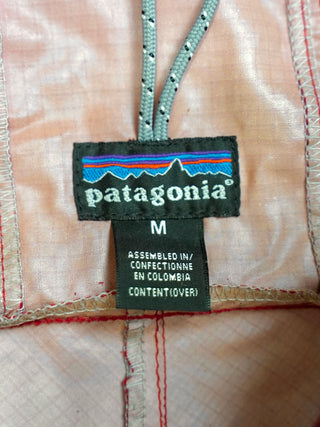 patagonia®
M
ASSEMBLED IN/
CONFECTIONNE
EN COLOMBIA
CONTENT(OVER)